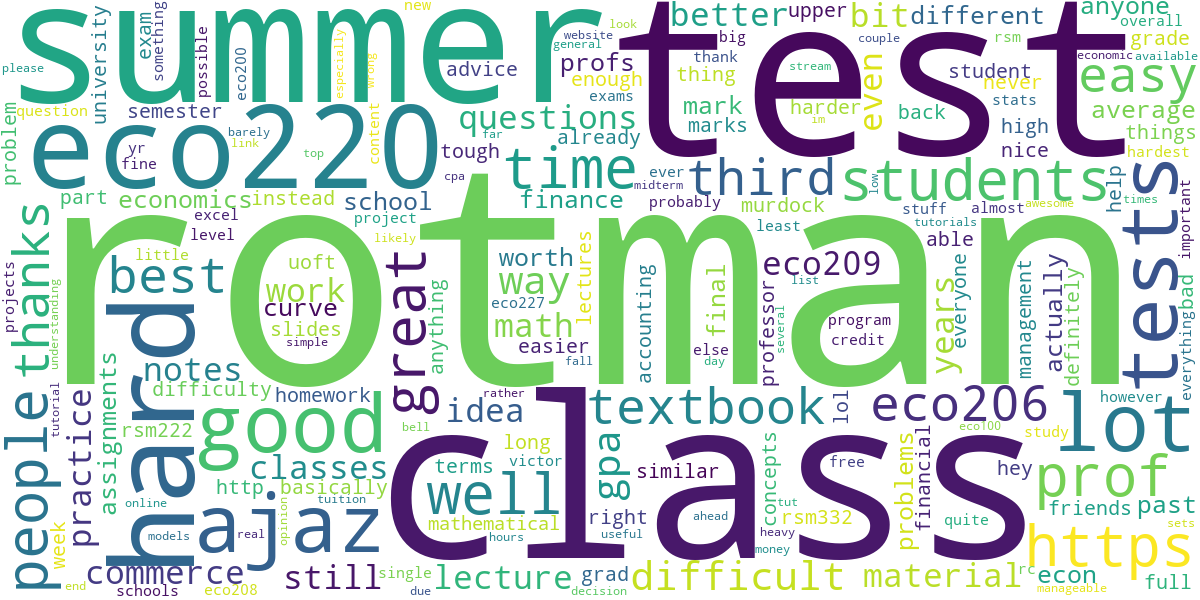 summer
test
rotman
class
eco220
hard
new
look
website
couple
please
exam
something
possible
eco200
especially
wrong
general
big
thank
stream
im
rsm
never
stats
economic
available
overall
anyone
grade
easy
average
things
hardest
better
upper
bit
different
profs
enough
thing
exams
mark
marks
even
harder
student
back
high
nice
advice
university
question
problem
semester
yr
fine
barely
link
top
content
questions
already
tough
far
cpa
time
finance
ever
midterm
probably
third
murdock
least
students
low
stuff
almost
tutorials
able
awesome
times
help
tests
important
part
economics
instead
school
project
excel
level
likely
little
uoft
work
curve
slides
simple
best
notes
difficulty
homework
great
anything
worth
way
eco227
math
easier
lectures
fall
accounting
final
else
day
several
list
professor
eco209
program
credit
years
everyone
management
actually
definitely
everything
bad
projects
thanks
understanding
people
tutorial
practice
assignments
rsm222
good
idea
rather
bell
textbook
eco206
lol
eco100
study
however
lot
classes
http
basically
tuition
online
models
real
opinion
ajaz
terms
long
victor
well
mathematical
hours
gpa
similar
right
useful
ahead
concepts
tut
heavy
money
free
rsm332
problems
financial
quite
hey
prof
friends
past
sets
https
week
end
commerce
schools
eco208
still
single
due
lecture
grad
decision
difficult
material
rc
econ
manageable
full